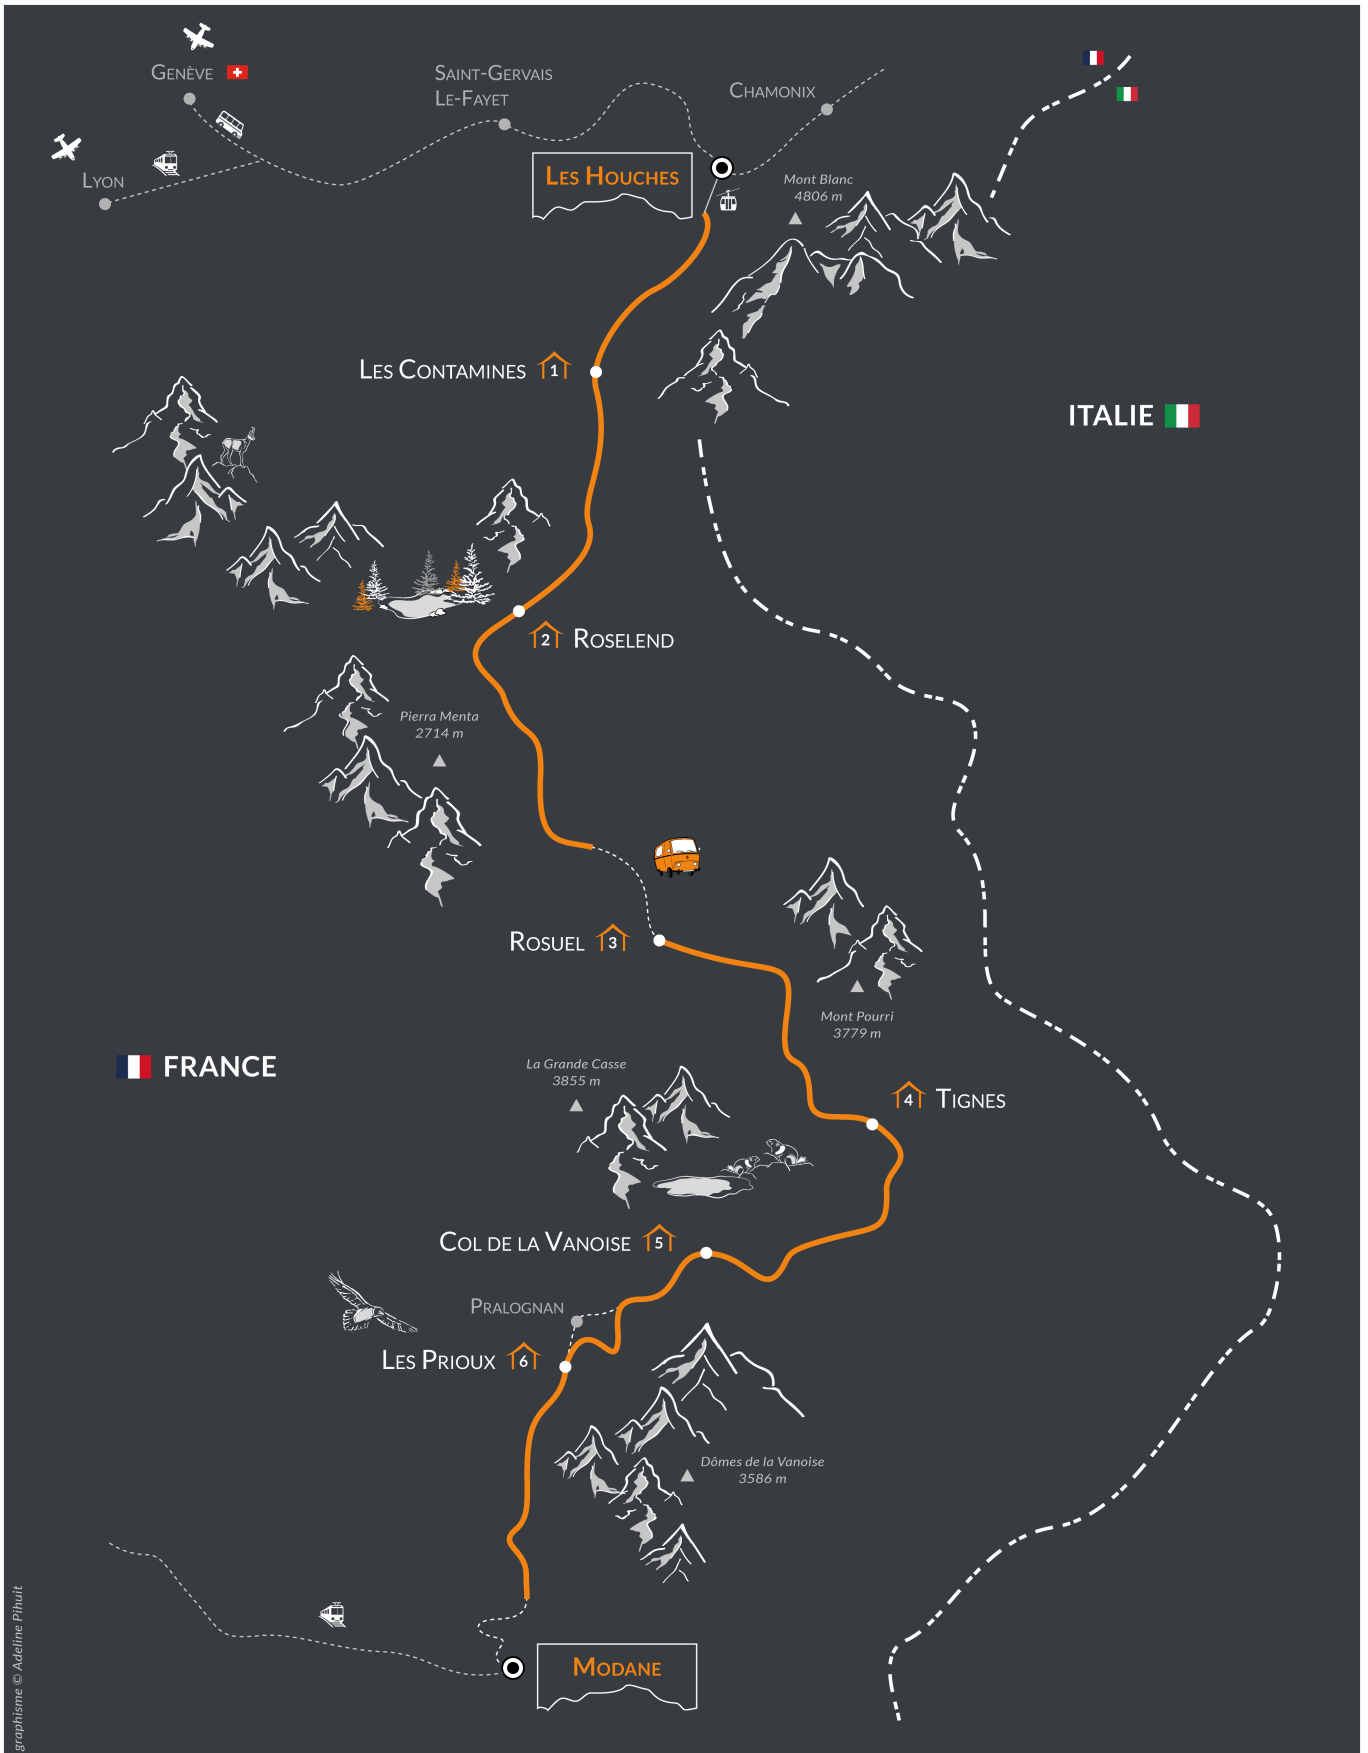 GENÈVE
SAINT-GERVAIS
LE-FAYET
CHAMONIX
LYON
LES HOUCHES
Mont Blanc
4806 m
LES CONTAMINES
1
ITALIE
2
ROSELEND
Pierra Menta
2714 m
ROSUEL
3
Mont Pourri
3779 m
FRANCE
La Grande Casse
3855 m
4
TIGNES
COL DE LA VANOISE
5
PRALOGNAN
LES PRIOUX
6
Dômes de la Vanoise
3586 m
MODANE
graphisme © Adeline Pihuit